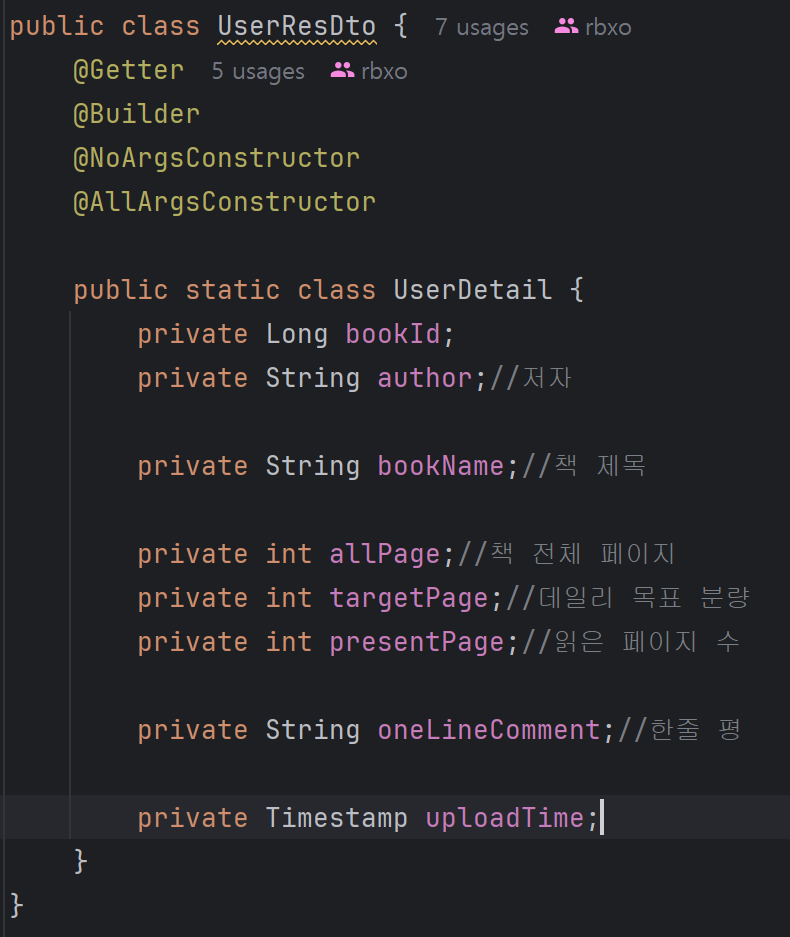 public class UserResDto {   7 usages   rbxo
@Getter   5 usages   rbxo
@Builder
@NoArgsConstructor
@AllArgsConstructor
public static class UserDetail {
private Long bookId;
private String author;//저자
private String bookName;//책 제목
private int allPage;//책 전체 페이지
private int targetPage;//데일리 목표 분량
private int presentPage;//읽은 페이지 수
private String oneLineComment;//한줄 평
private Timestamp uploadTime;
}
}